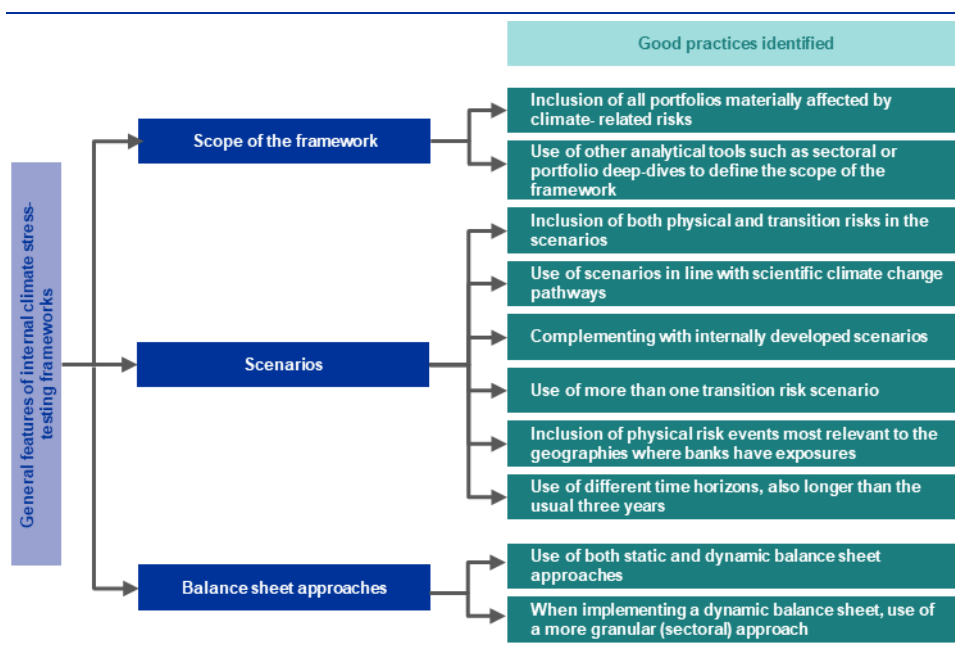 Good practices identified
General features of internal climate stress-
testing frameworks
Scope of the framework
Inclusion of all portfolios materially affected by
climate- related risks
Use of other analytical tools such as sectoral or
portfolio deep-dives to define the scope of the
framework
Scenarios
Inclusion of both physical and transition risks in the
scenarios
Use of scenarios in line with scientific climate change
pathways
Complementing with internally developed scenarios
Use of more than one transition risk scenario
Inclusion of physical risk events most relevant to the
geographies where banks have exposures
Use of different time horizons, also longer than the
usual three years
Balance sheet approaches
Use of both static and dynamic balance sheet
approaches
When implementing a dynamic balance sheet, use of
a more granular (sectoral) approach